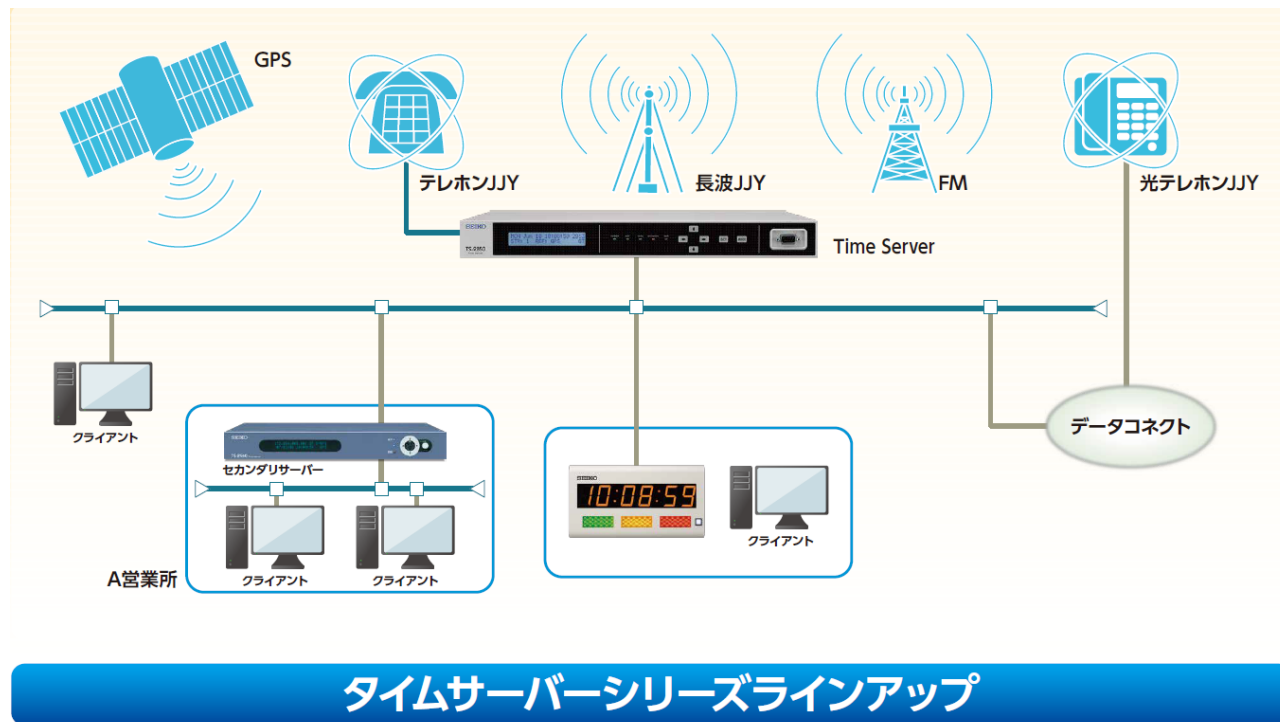 GPS
テレホンJJY
長波JJY
FM
光テレホンJJY
SEIKO
Time Server
クライアント
SEIKO
セカンダリサーバー
クライアント
クライアント
A営業所
SEIKO
10:08:59
クライアント
データコネクト
タイムサーバーシリーズラインアップ